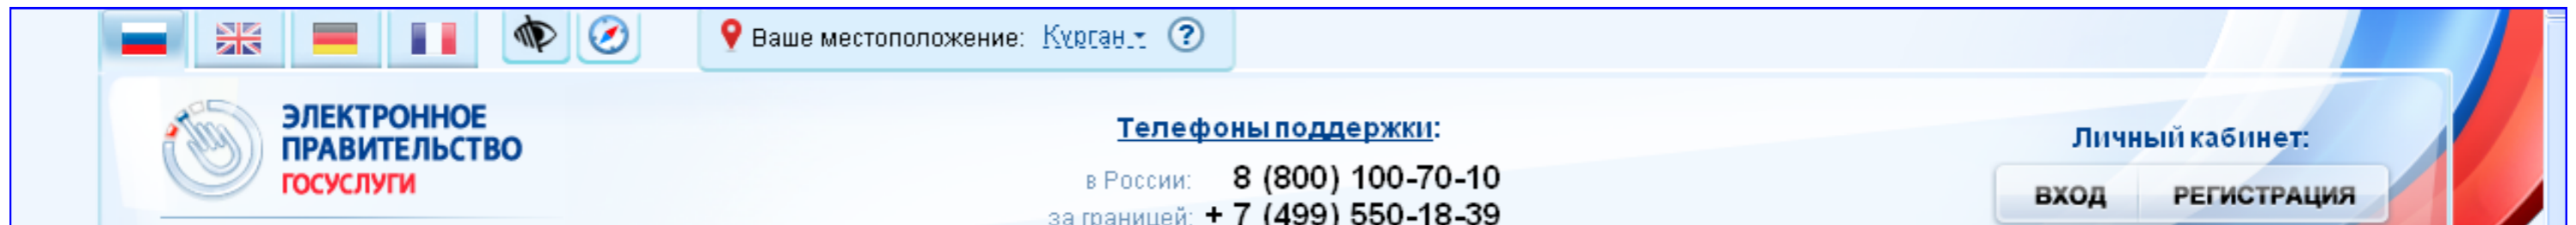 Ваше местоположение: Курган
ЭЛЕКТРОННОЕ
ПРАВИТЕЛЬСТВО
ГОСУСЛУГИ
Телефоны поддержки:
в России: 8 (800) 100-70-10
за границей: + 7 (499) 550-18-39
Личный кабинет:
ВХОД РЕГИСТРАЦИЯ